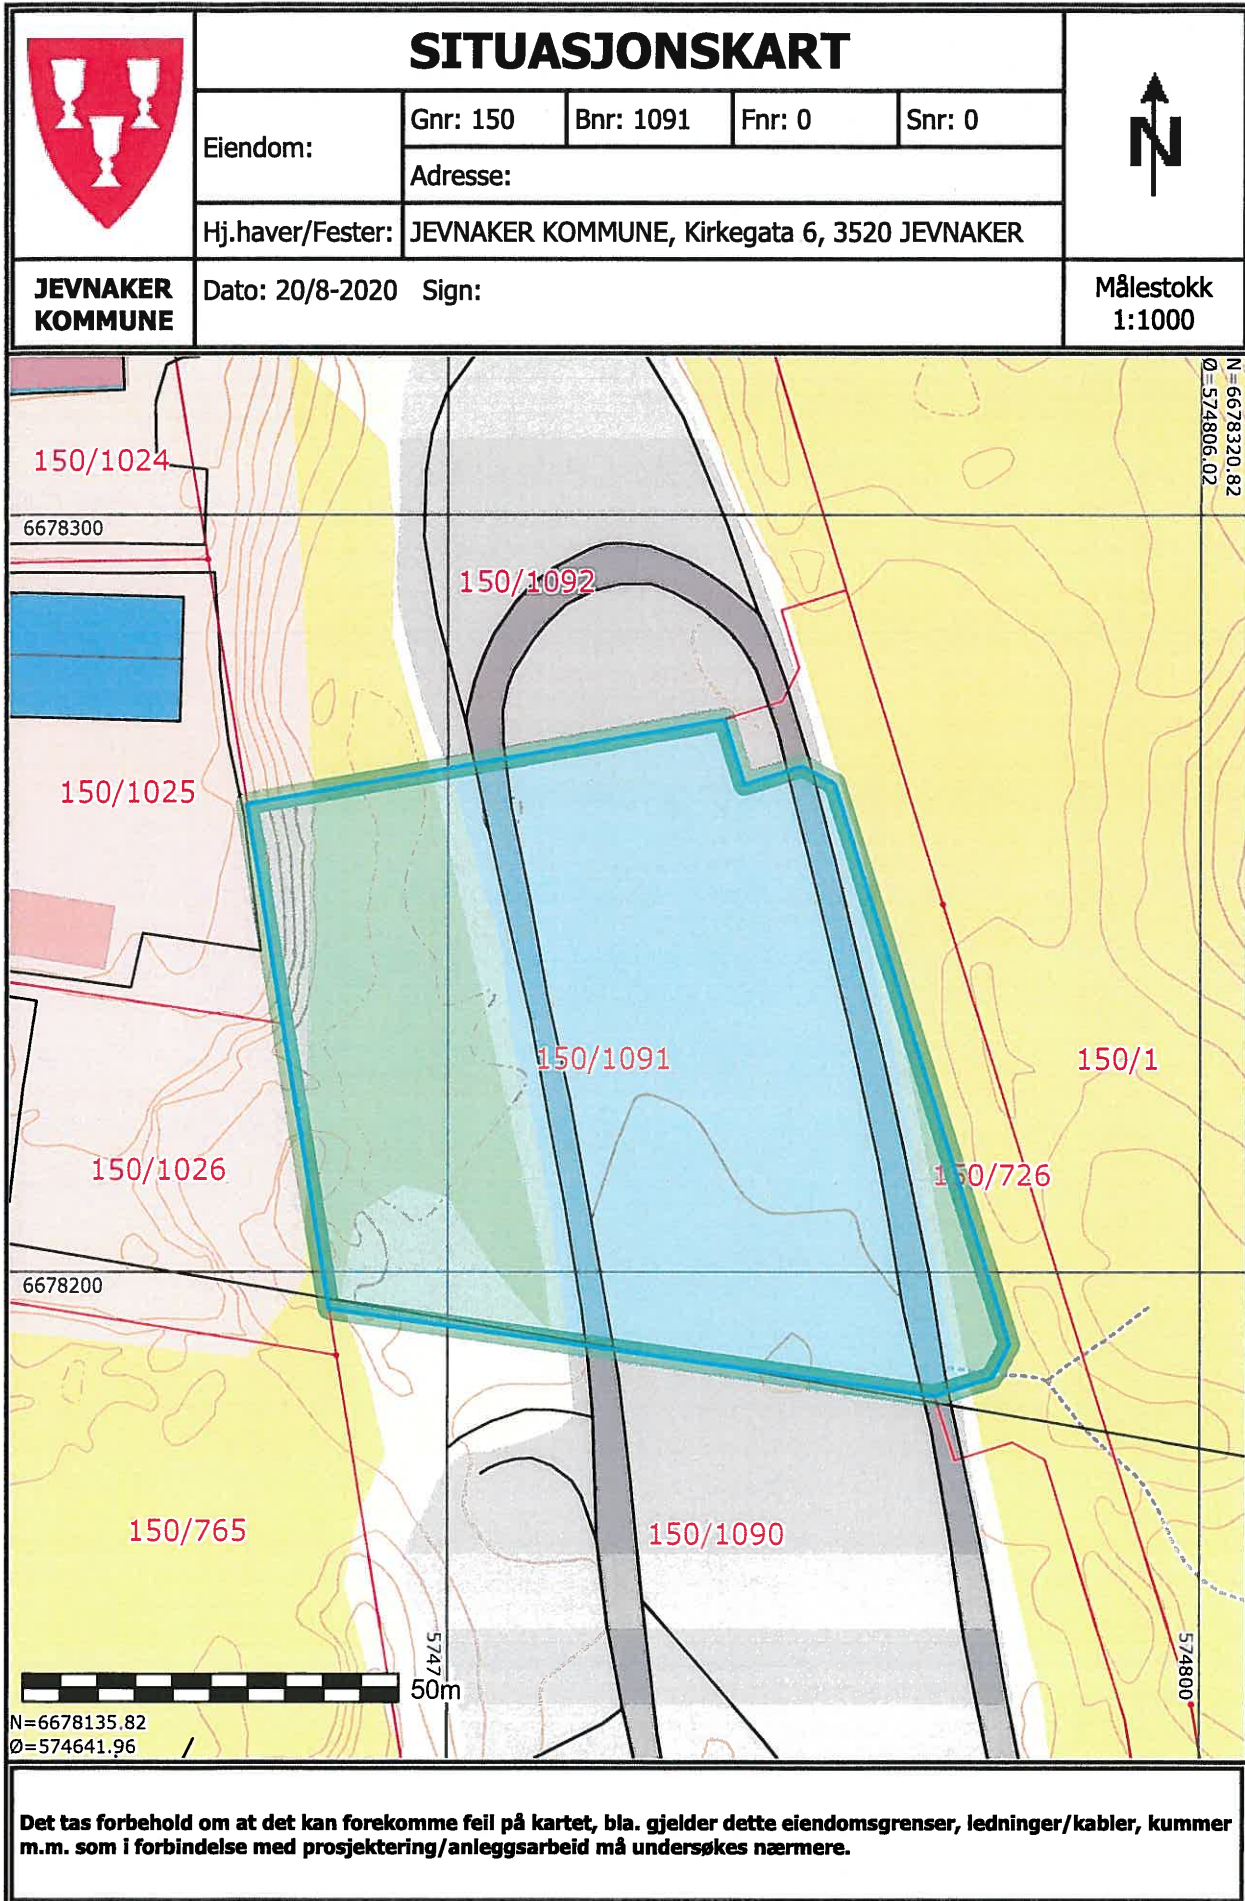 SITUASJONSKART
Eiendom:
Gnr: 150
Bnr: 1091
Fnr: 0
Snr: 0
Adresse:
Hj.haver/Fester:
JEVNAKER KOMMUNE, Kirkegata 6, 3520 JEVNAKER
N
JEVNAKER
KOMMUNE
Dato: 20/8-2020 Sign:
Målestokk
1:1000
N=6678320.82
Ø=574806.02
150/1024
6678300
150/1092
150/1025
150/1091
150/1
150/1026
150/726
6678200
150/765
150/1090
5747
574800
50m
N=6678135.82
Ø=574641.96
Det tas forbehold om at det kan forekomme feil på kartet, bla. gjelder dette eiendomsgrenser, ledninger/kabler, kummer
m.m. som i forbindelse med prosjektering/anleggsarbeid må undersøkes nærmere.